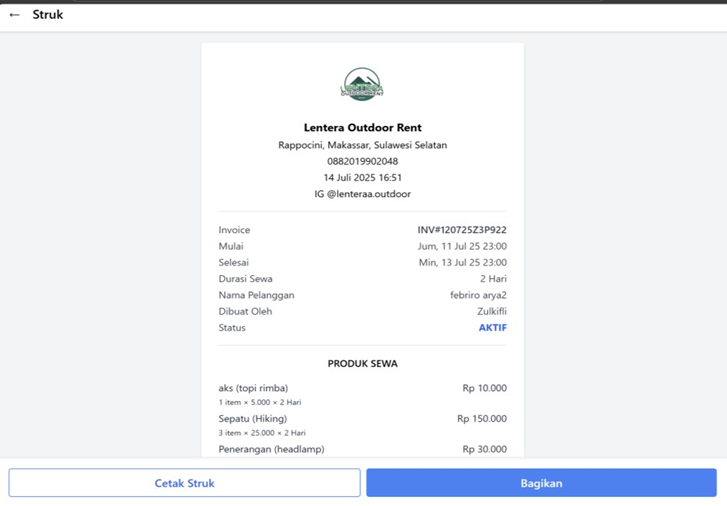 ← Struk
LENTERA
OUTDOOR RENT
Lentera Outdoor Rent
Rappocini, Makassar, Sulawesi Selatan
0882019902048
14 Juli 2025 16:51
IG @lenteraa.outdoor
Invoice INV#120725Z3P922
Mulai Jum, 11 Jul 25 23:00
Selesai Min, 13 Jul 25 23:00
Durasi Sewa 2 Hari
Nama Pelanggan febriro arya2
Dibuat Oleh Zulkifli
Status AKTIF
PRODUK SEWA
aks (topi rimba) Rp 10.000
1 item × 5.000 × 2 Hari
Sepatu (Hiking) Rp 150.000
3 item × 25.000 × 2 Hari
Penerangan (headlamp) Rp 30.000
Cetak Struk Bagikan